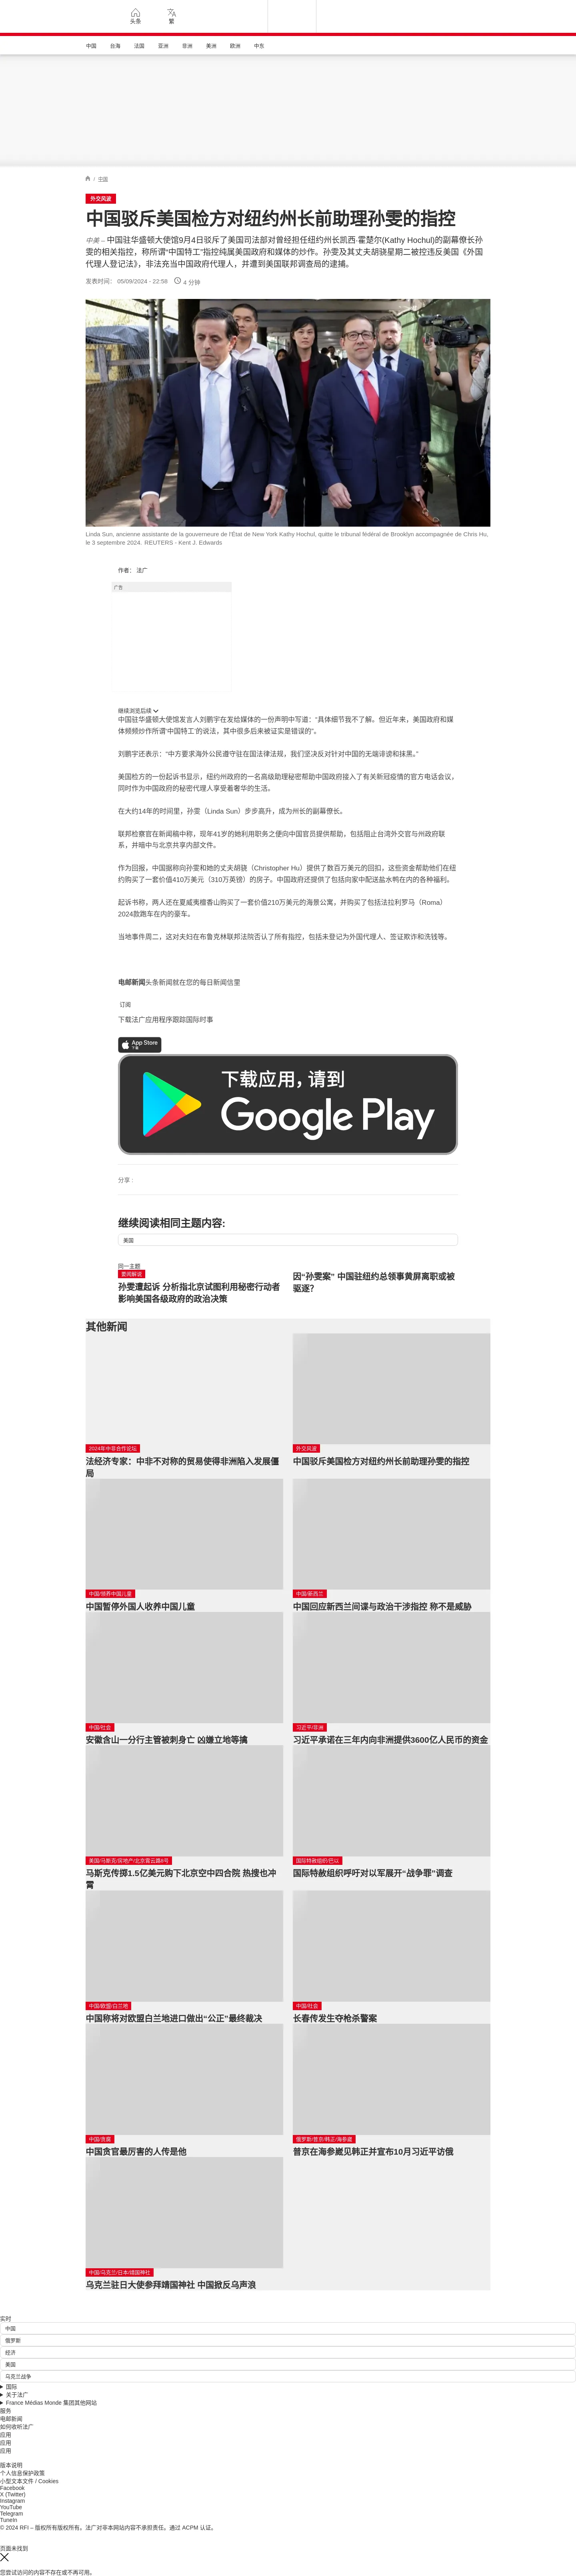 头条
繁
中国
台海
法国
亚洲
非洲
美洲
欧洲
中东
/ 中国
外交风波
中国驳斥美国检方对纽约州长前助理孙雯的指控
中美 – 中国驻华盛顿大使馆9月4日驳斥了美国司法部对曾经担任纽约州长凯西·霍楚尔(Kathy Hochul)的副幕僚长孙雯的相关指控，称所谓“中国特工”指控纯属美国政府和媒体的炒作。孙雯及其丈夫胡骁星期二被控违反美国《外国代理人登记法》，非法充当中国政府代理人，并遭到美国联邦调查局的逮捕。
发表时间： 05/09/2024 - 22:58
4 分钟
Linda Sun, ancienne assistante de la gouverneure de l'État de New York Kathy Hochul, quitte le tribunal fédéral de Brooklyn accompagnée de Chris Hu, le 3 septembre 2024. REUTERS - Kent J. Edwards
作者： 法广
广告
继续浏览后续
中国驻华盛顿大使馆发言人刘鹏宇在发给媒体的一份声明中写道：“具体细节我不了解。但近年来，美国政府和媒体频频炒作所谓‘中国特工’的说法，其中很多后来被证实是错误的”。
刘鹏宇还表示：“中方要求海外公民遵守驻在国法律法规，我们坚决反对针对中国的无端诽谤和抹黑。”
美国检方的一份起诉书显示，纽约州政府的一名高级助理秘密帮助中国政府接入了有关新冠疫情的官方电话会议，同时作为中国政府的秘密代理人享受着奢华的生活。
在大约14年的时间里，孙雯（Linda Sun）步步高升，成为州长的副幕僚长。
联邦检察官在新闻稿中称，现年41岁的她利用职务之便向中国官员提供帮助，包括阻止台湾外交官与州政府联系，并暗中与北京共享内部文件。
作为回报，中国据称向孙雯和她的丈夫胡骁（Christopher Hu）提供了数百万美元的回扣，这些资金帮助他们在纽约购买了一套价值410万美元（310万英镑）的房子。中国政府还提供了包括向家中配送盐水鸭在内的各种福利。
起诉书称，两人还在夏威夷檀香山购买了一套价值210万美元的海景公寓，并购买了包括法拉利罗马（Roma）2024款跑车在内的豪车。
当地事件周二，这对夫妇在布鲁克林联邦法院否认了所有指控，包括未登记为外国代理人、签证欺诈和洗钱等。
电邮新闻头条新闻就在您的每日新闻信里
订阅
下载法广应用程序跟踪国际时事
App Store
下载
下载应用，请到
Google Play
分享 :
继续阅读相同主题内容:
美国
同一主题
要闻解说
孙雯遭起诉 分析指北京试图利用秘密行动者影响美国各级政府的政治决策
因“孙雯案” 中国驻纽约总领事黄屏离职或被驱逐？
其他新闻
2024年中非合作论坛
法经济专家：中非不对称的贸易使得非洲陷入发展僵局
外交风波
中国驳斥美国检方对纽约州长前助理孙雯的指控
中国/领养中国儿童
中国暂停外国人收养中国儿童
中国/新西兰
中国回应新西兰间谍与政治干涉指控 称不是威胁
中国/社会
安徽含山一分行主管被刺身亡 凶嫌立地等擒
习近平/非洲
习近平承诺在三年内向非洲提供3600亿人民币的资金
美国/马斯克/房地产/北京霄云路8号
马斯克传掷1.5亿美元购下北京空中四合院 热搜也冲霄
国际特赦组织/巴以
国际特赦组织呼吁对以军展开“战争罪”调查
中国/欧盟/白兰地
中国称将对欧盟白兰地进口做出“公正”最终裁决
中国/社会
长春传发生夺枪杀警案
中国/贪腐
中国贪官最厉害的人传是他
俄罗斯/普京/韩正/海参崴
普京在海参崴见韩正并宣布10月习近平访俄
中国/乌克兰/日本/靖国神社
乌克兰驻日大使参拜靖国神社 中国掀反乌声浪
实时
中国
俄罗斯
经济
美国
乌克兰战争
国际
关于法广
France Médias Monde 集团其他网站
服务
电邮新闻
如何收听法广
应用
应用
应用
版本说明
个人信息保护政策
小型文本文件 / Cookies
Facebook
X (Twitter)
Instagram
YouTube
Telegram
TuneIn
© 2024 RFI – 版权所有版权所有。法广对非本网站内容不承担责任。通过 ACPM 认证。
页面未找到
您尝试访问的内容不存在或不再可用。